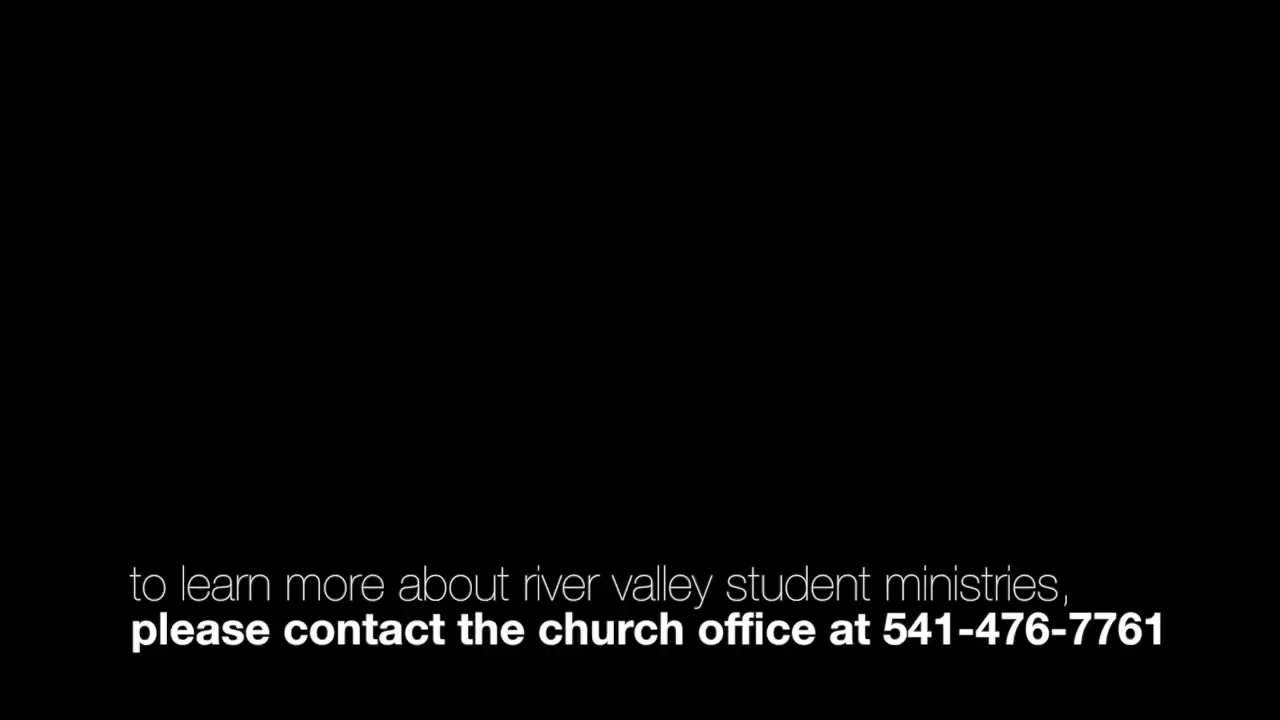 to learn more about river valley student ministries,
please contact the church office at 541-476-7761